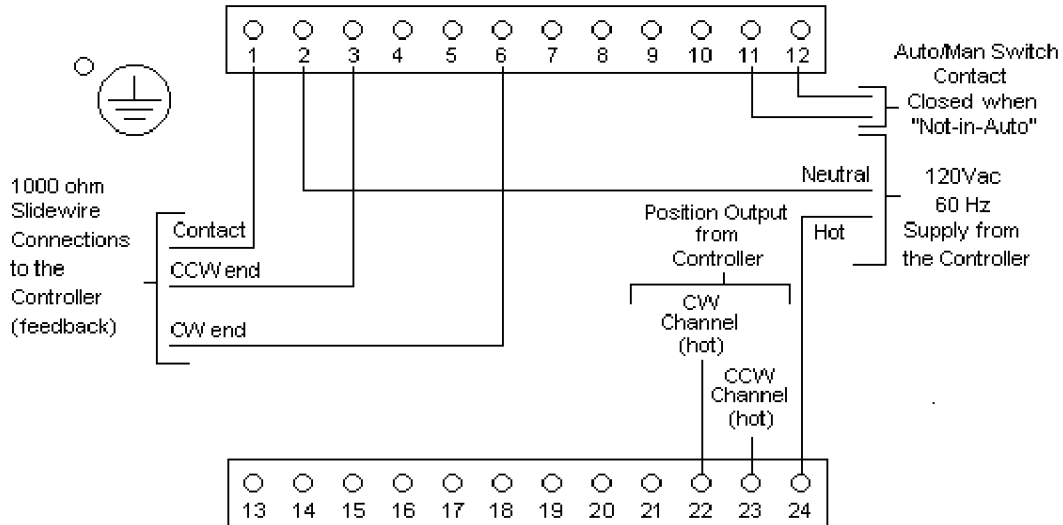 1 2 3 4 5 6 7 8 9 10 11 12
Auto/Man Switch
Contact
Closed when
"Not-in-Auto"
1000 ohm
Slidewire
Connections
to the
Controller
(feedback)
Contact
CCW end
CW end
Neutral
Hot
120Vac
60 Hz
Supply from
the Controller
Position Output
from
Controller
CW
Channel
(hot)
CCW
Channel
(hot)
13 14 15 16 17 18 19 20 21 22 23 24